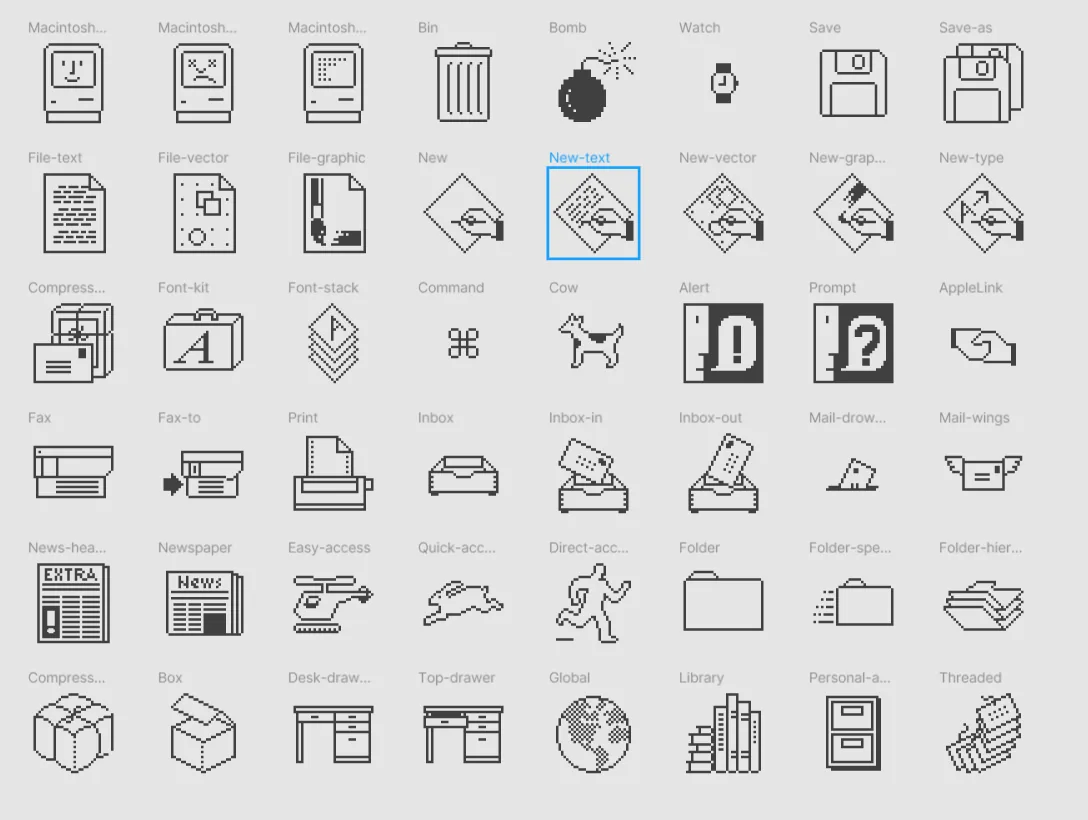 Macintosh... Macintosh... Macintosh... Bin Bomb Watch Save Save-as
File-text File-vector File-graphic New New-text New-vector New-grap... New-type
Compress... Font-kit Font-stack Command Cow Alert Prompt AppleLink
A ! ?
Fax Fax-to Print Inbox Inbox-in Inbox-out Mail-drow... Mail-wings
News-hea... Newspaper Easy-access Quick-acc... Direct-acc... Folder Folder-spe... Folder-hier...
EXTRA News
Compress... Box Desk-draw... Top-drawer Global Library Personal-a... Threaded